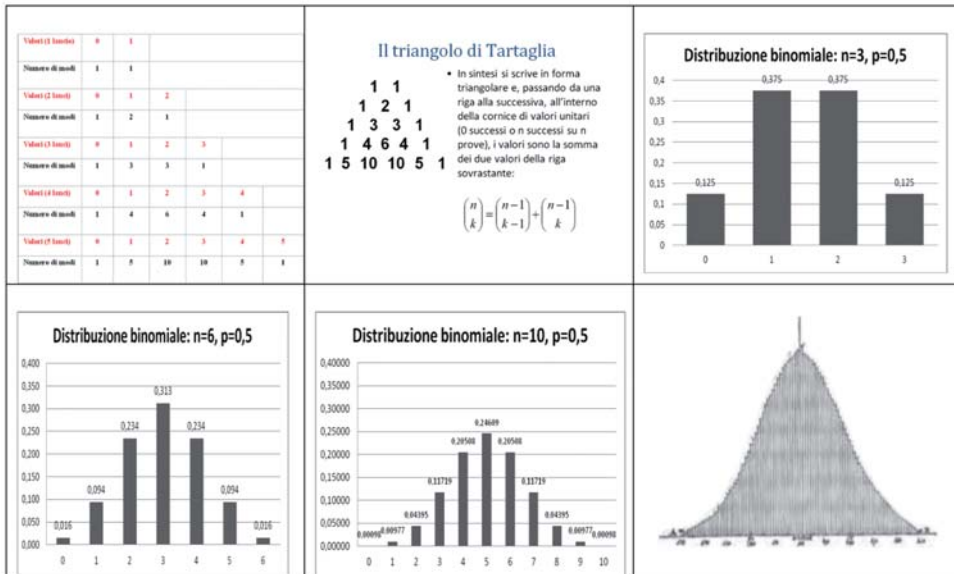 Valori (1 lancio) 0 1
Numero di modi 1 1
Valori (2 lanci) 0 1 2
Numero di modi 1 2 1
Valori (3 lanci) 0 1 2 3
Numero di modi 1 3 3 1
Valori (4 lanci) 0 1 2 3 4
Numero di modi 1 4 6 4 1
Valori (5 lanci) 0 1 2 3 4 5
Numero di modi 1 5 10 10 5 1
Il triangolo di Tartaglia
1 1
1 2 1
1 3 3 1
1 4 6 4 1
1 5 10 10 5 1
• In sintesi si scrive in forma
triangolare e, passando da una
riga alla successiva, all'interno
della cornice di valori unitari
(0 successi o n successi su n
prove), i valori sono la somma
dei due valori della riga
sovrastante:
(n k) = (n−1 k−1) + (n−1 k)
Distribuzione binomiale: n=3, p=0,5
0,4
0,35
0,3
0,25
0,2
0,15
0,1
0,05
0
0,125
0,375
0,375
0,125
0 1 2 3
Distribuzione binomiale: n=6, p=0,5
0,400
0,350
0,300
0,250
0,200
0,150
0,100
0,050
0,000
0,016
0,094
0,234
0,313
0,234
0,094
0,016
0 1 2 3 4 5 6
Distribuzione binomiale: n=10, p=0,5
0,40000
0,35000
0,30000
0,25000
0,20000
0,15000
0,10000
0,05000
0,00000
0,00098
0,00977
0,04395
0,11719
0,20508
0,24609
0,20508
0,11719
0,04395
0,00977
0,00098
0 1 2 3 4 5 6 7 8 9 10